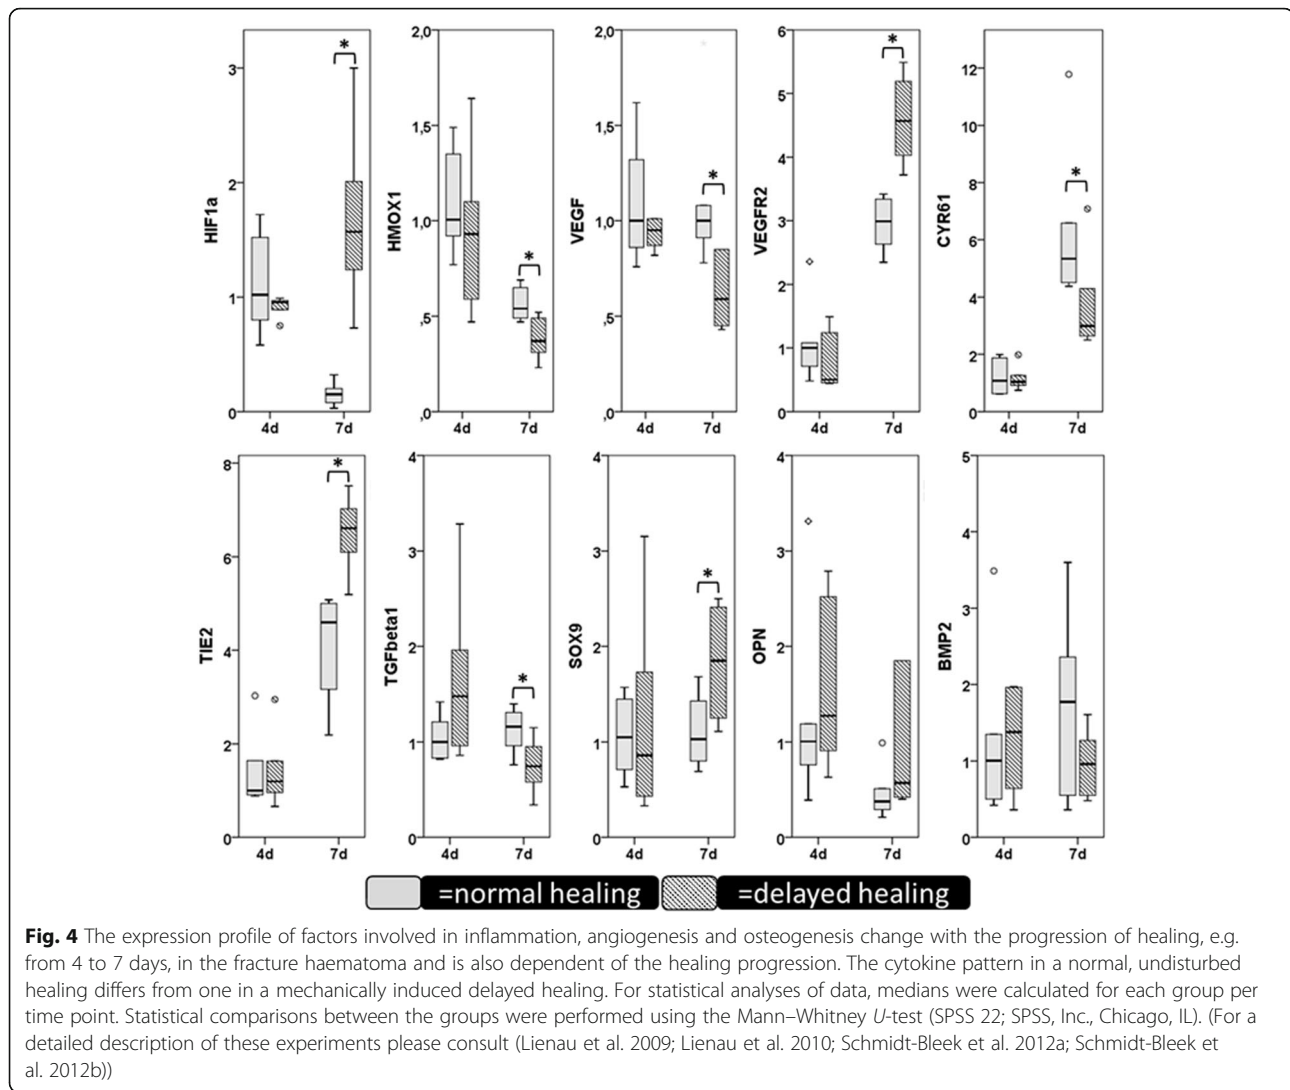 3
2
1
0
HIF1a
*
4d
7d
2,0
1,5
1,0
,5
,0
HMOX1
*
4d
7d
2,0
1,5
1,0
,5
,0
VEGF
*
4d
7d
6
5
4
3
2
1
0
VEGFR2
*
4d
7d
12
10
8
6
4
2
0
CYR61
*
4d
7d
8
6
4
2
0
TIE2
*
4d
7d
4
3
2
1
0
TGFbeta1
*
4d
7d
4
3
2
1
0
SOX9
*
4d
7d
4
3
2
1
0
OPN
4d
7d
5
4
3
2
1
0
BMP2
4d
7d
=normal healing
=delayed healing
Fig. 4 The expression profile of factors involved in inflammation, angiogenesis and osteogenesis change with the progression of healing, e.g.
from 4 to 7 days, in the fracture haematoma and is also dependent of the healing progression. The cytokine pattern in a normal, undisturbed
healing differs from one in a mechanically induced delayed healing. For statistical analyses of data, medians were calculated for each group per
time point. Statistical comparisons between the groups were performed using the Mann–Whitney U-test (SPSS 22; SPSS, Inc., Chicago, IL). (For a
detailed description of these experiments please consult (Lienau et al. 2009; Lienau et al. 2010; Schmidt-Bleek et al. 2012a; Schmidt-Bleek et
al. 2012b))